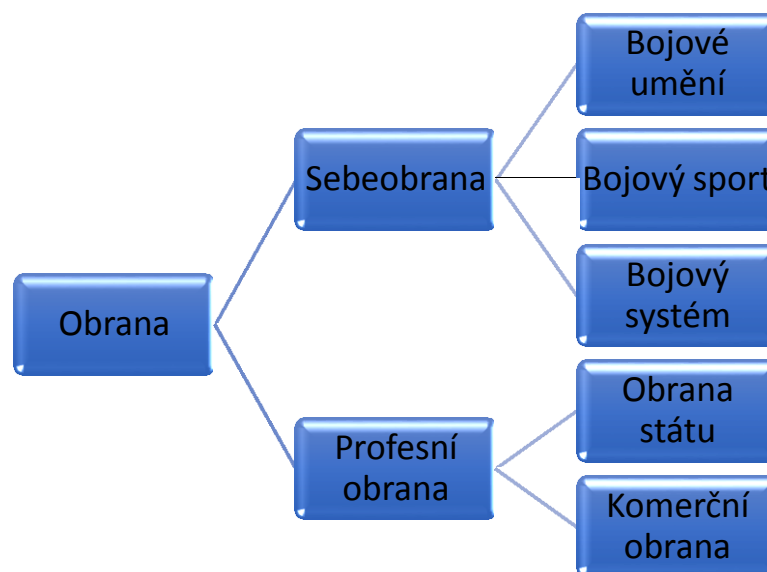 Bojové
umění
Sebeobrana
Bojový sport
Bojový
systém
Obrana
Obrana
státu
Profesní
obrana
Komerční
obrana